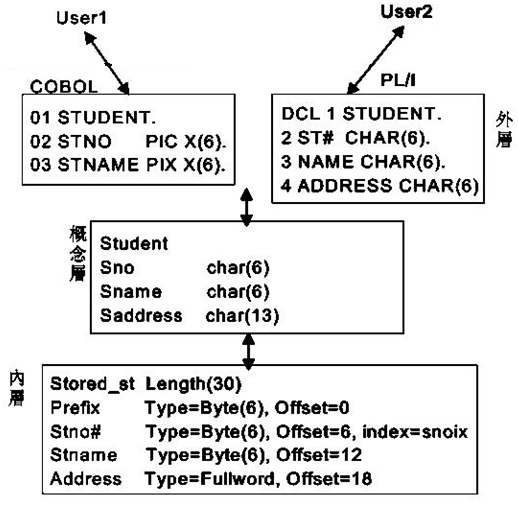 User1
User2
COBOL
01 STUDENT.
02 STNO PIC X(6).
03 STNAME PIX X(6).
PL/I
DCL 1 STUDENT.
2 ST# CHAR(6).
3 NAME CHAR(6).
4 ADDRESS CHAR(6)
外層
概念層
Student
Sno char(6)
Sname char(6)
Saddress char(13)
內層
Stored_st Length(30)
Prefix Type=Byte(6), Offset=0
Stno# Type=Byte(6), Offset=6, index=snoix
Stname Type=Byte(6), Offset=12
Address Type=Fullword, Offset=18